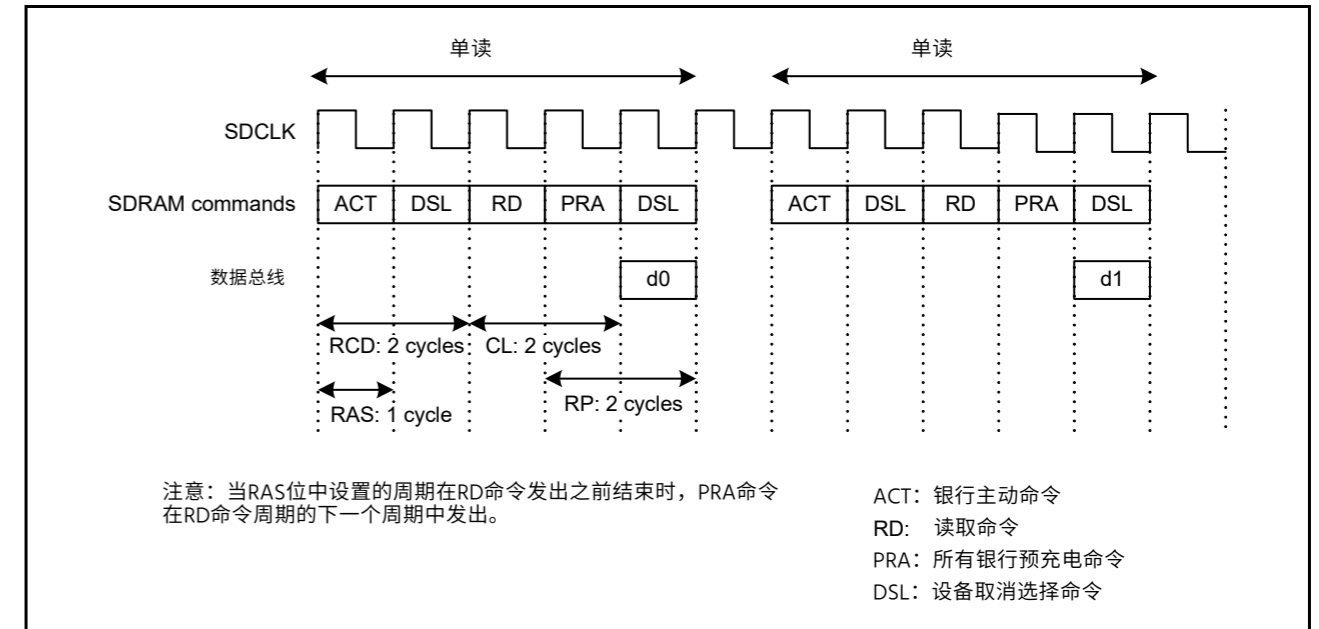 单读 单读
SDCLK
SDRAM commands ACT DSL RD PRA DSL ACT DSL RD PRA DSL
数据总线 d0 d1
RCD: 2 cycles CL: 2 cycles
RAS: 1 cycle RP: 2 cycles
注意：当RAS位中设置的周期在RD命令发出之前结束时，PRA命令
在RD命令周期的下一个周期中发出。
ACT：银行主动命令
RD: 读取命令
PRA：所有银行预充电命令
DSL：设备取消选择命令